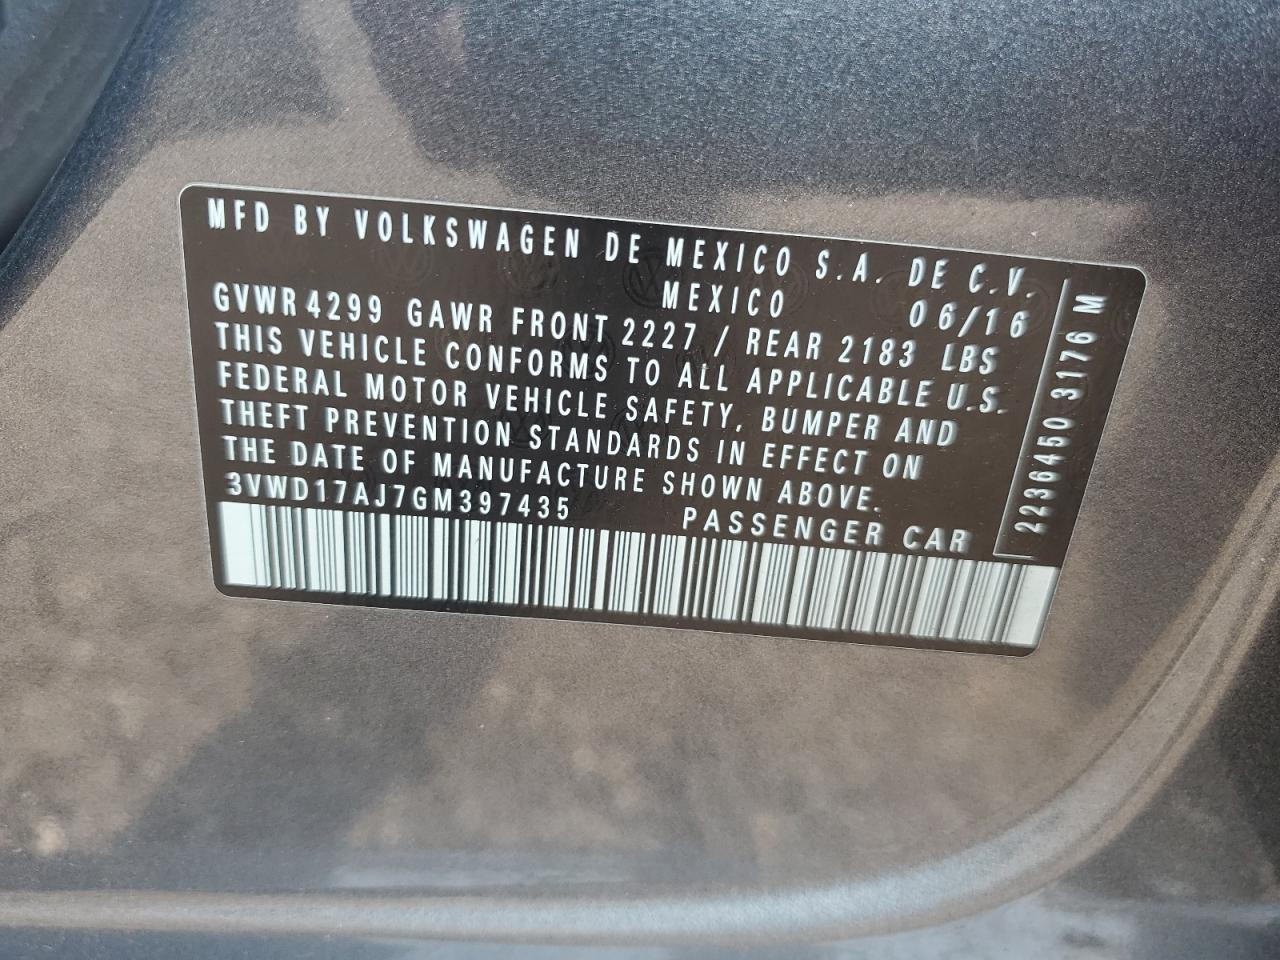 MFD BY VOLKSWAGEN DE MEXICO S.A. DE C.V.
MEXICO 06/16
GVWR 4299 GAWR FRONT 2227 / REAR 2183 LBS
THIS VEHICLE CONFORMS TO ALL APPLICABLE U.S.
FEDERAL MOTOR VEHICLE SAFETY, BUMPER AND
THEFT PREVENTION STANDARDS IN EFFECT ON
THE DATE OF MANUFACTURE SHOWN ABOVE.
3VWD17AJ7GM397435 PASSENGER CAR
2236450 3176 M